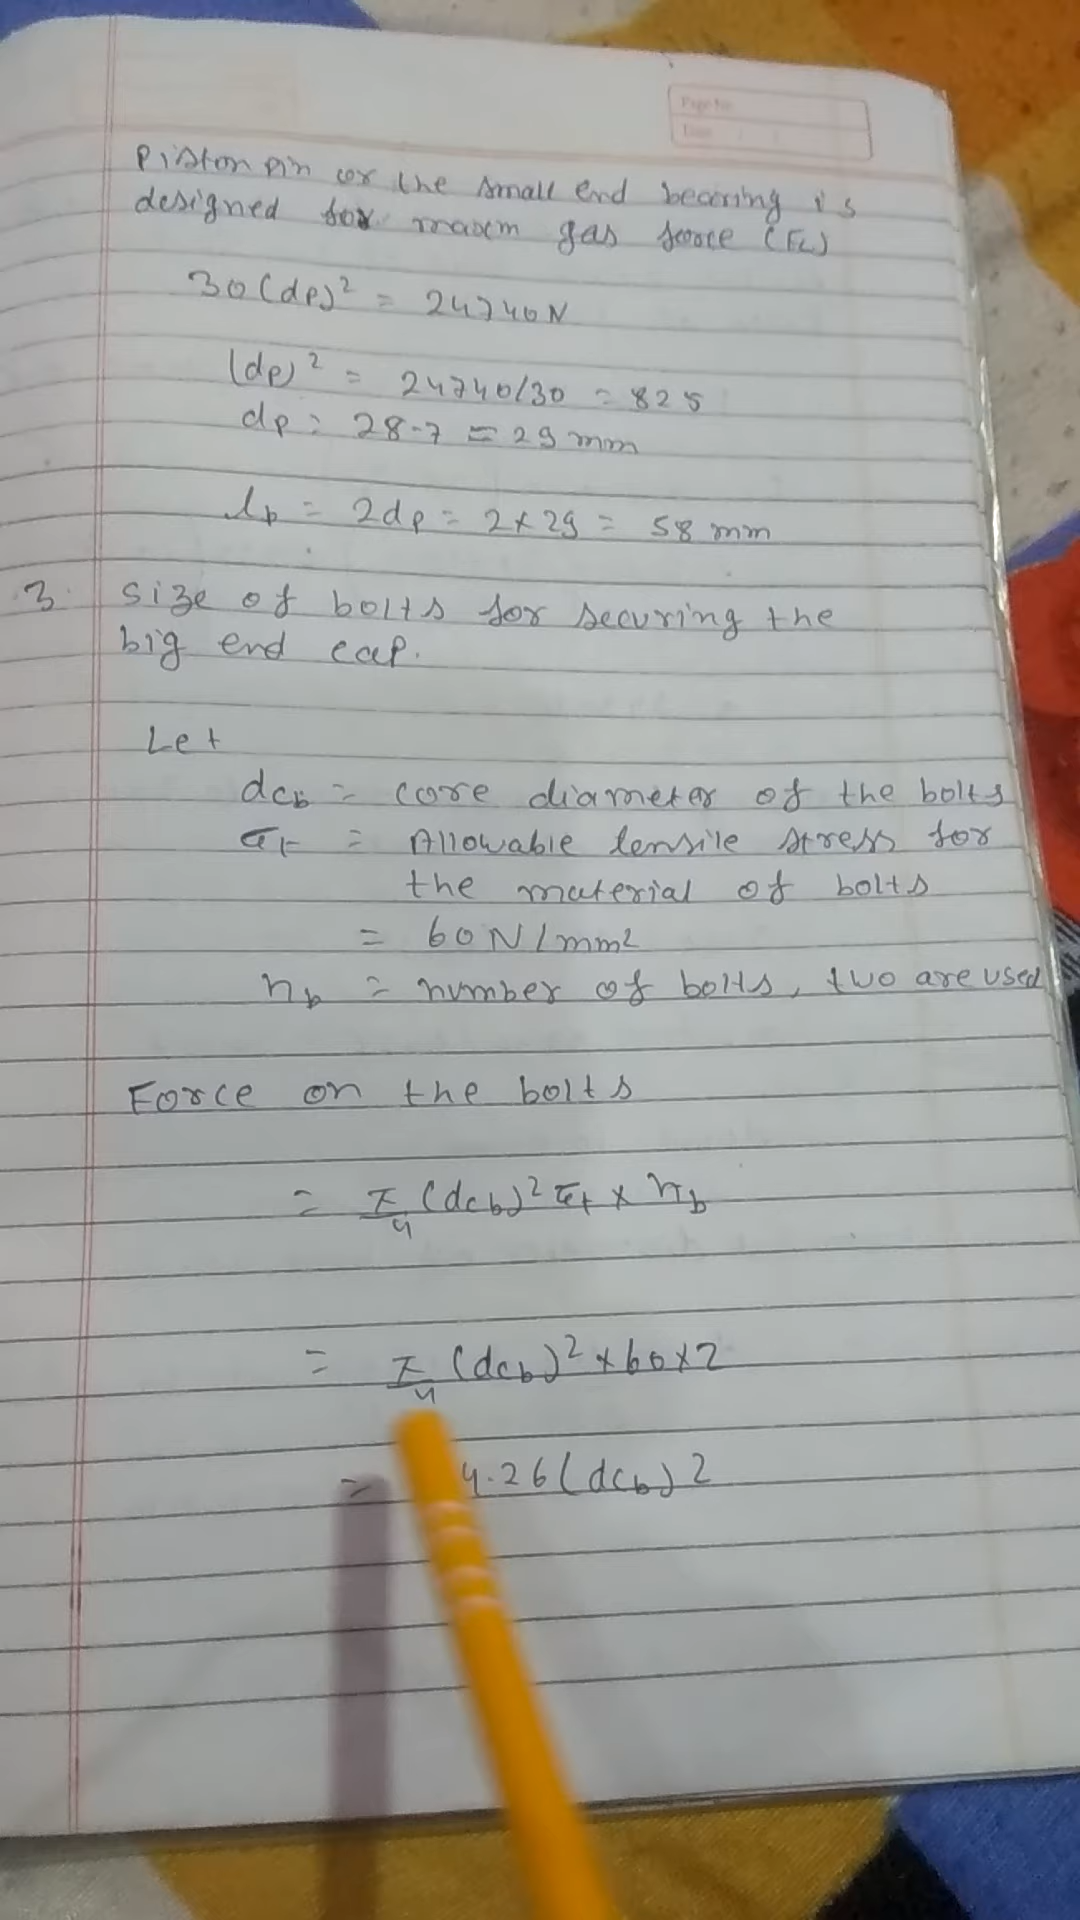 Page No.
Date
Piston pin or the small end bearing is
designed for maxm gas force (FL)
30(dp)² = 24740N
(dp)² = 24740/30 = 825
dp = 28.7 = 29 mm
lp = 2dp = 2×29 = 58 mm
3. size of bolts for securing the
big end cap.
Let
dcb = core diameter of the bolts
σt = Allowable tensile stress for
the material of bolts
= 60N/mm2
nb = number of bolts, two are used
Force on the bolts
= π/4 (dcb)² σt × nb
= π/4 (dcb)² × 60 × 2
= 4.26(dcb)2